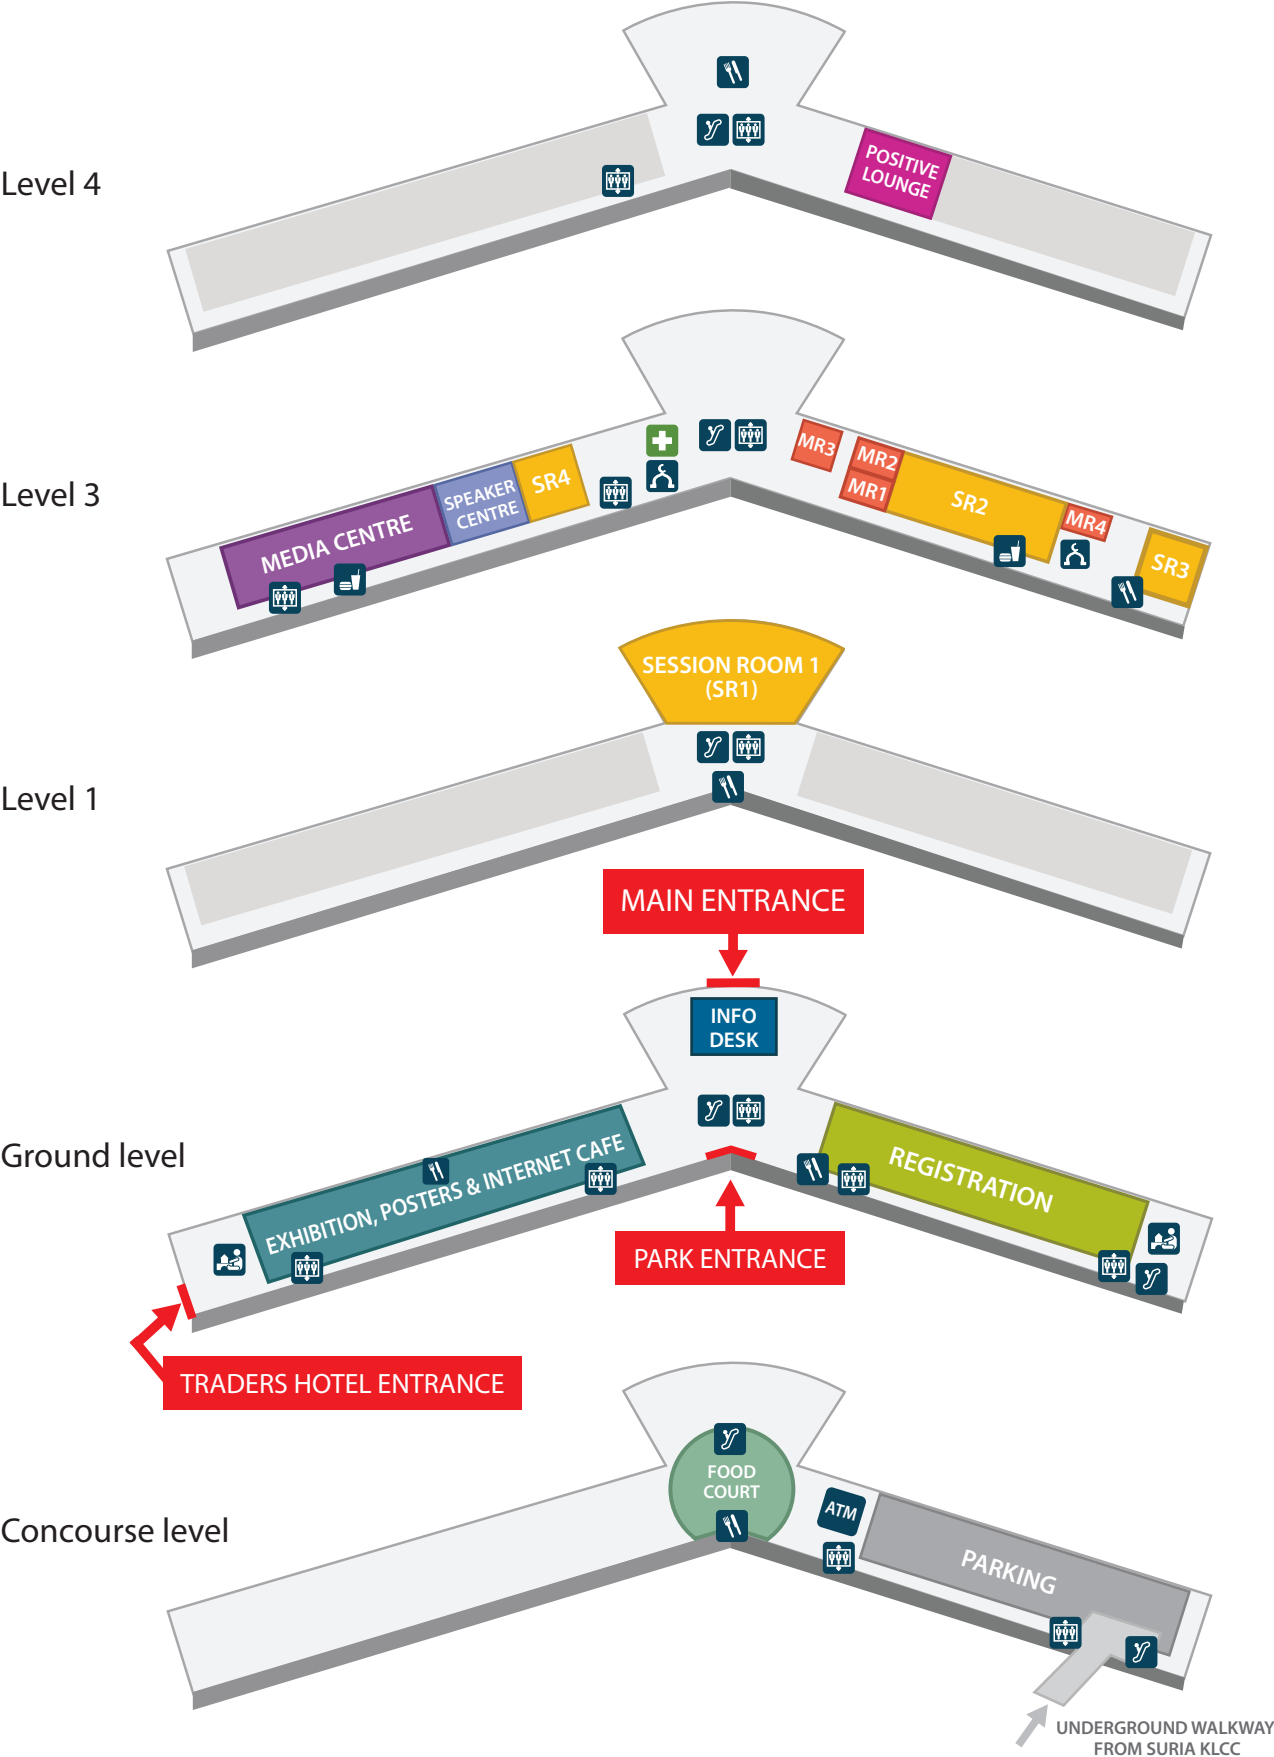 Level 4
POSITIVE
LOUNGE
Level 3
MEDIA CENTRE
SPEAKER
CENTRE
SR4
MR3
MR2
MR1
SR2
MR4
SR3
Level 1
SESSION ROOM 1
(SR1)
MAIN ENTRANCE
Ground level
INFO
DESK
EXHIBITION, POSTERS & INTERNET CAFE
REGISTRATION
PARK ENTRANCE
TRADERS HOTEL ENTRANCE
Concourse level
FOOD
COURT
ATM
PARKING
UNDERGROUND WALKWAY
FROM SURIA KLCC